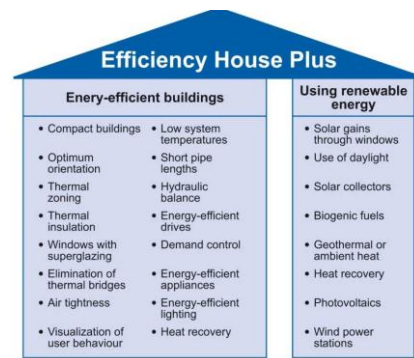 Efficiency House Plus
Enery-efficient buildings
• Compact buildings
• Optimum
orientation
• Thermal
zoning
• Thermal
insulation
• Windows with
superglazing
• Elimination of
thermal bridges
• Air tightness
• Visualization of
user behaviour
• Low system
temperatures
• Short pipe
lengths
• Hydraulic
balance
• Energy-efficient
drives
• Demand control
• Energy-efficient
appliances
• Energy-efficient
lighting
• Heat recovery
Using renewable
energy
• Solar gains
through windows
• Use of daylight
• Solar collectors
• Biogenic fuels
• Geothermal or
ambient heat
• Heat recovery
• Photovoltaics
• Wind power
stations